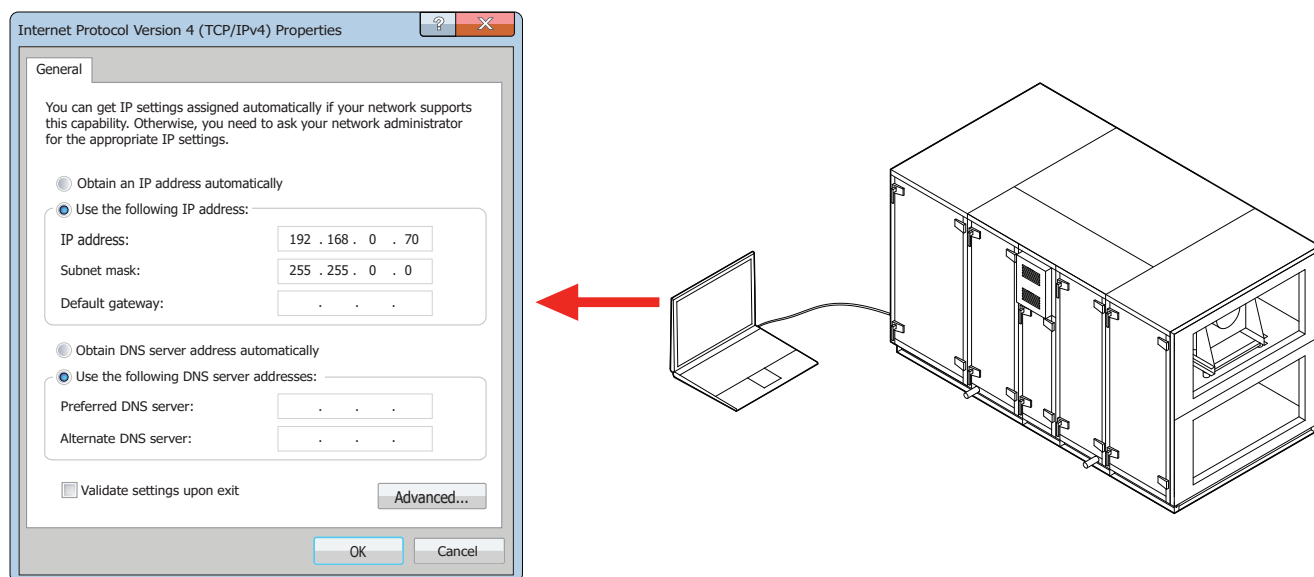 Internet Protocol Version 4 (TCP/IPv4) Properties
?
X
General
You can get IP settings assigned automatically if your network supports
this capability. Otherwise, you need to ask your network administrator
for the appropriate IP settings.
Obtain an IP address automatically
Use the following IP address:
IP address: 192 . 168 . 0 . 70
Subnet mask: 255 . 255 . 0 . 0
Default gateway: . . .
Obtain DNS server address automatically
Use the following DNS server addresses:
Preferred DNS server: . . .
Alternate DNS server: . . .
Validate settings upon exit
Advanced...
OK Cancel